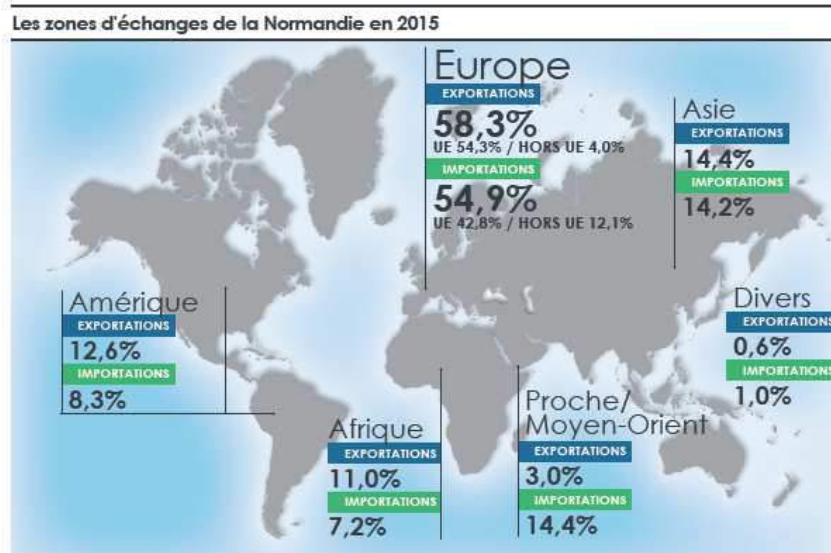 Les zones d'échanges de la Normandie en 2015
Europe
EXPORTATIONS
58,3%
UE 54,3% / HORS UE 4,0%
IMPORTATIONS
54,9%
UE 42,8% / HORS UE 12,1%
Asie
EXPORTATIONS
14,4%
IMPORTATIONS
14,2%
Amérique
EXPORTATIONS
12,6%
IMPORTATIONS
8,3%
Divers
EXPORTATIONS
0,6%
IMPORTATIONS
1,0%
Afrique
EXPORTATIONS
11,0%
IMPORTATIONS
7,2%
Proche/
Moyen-Orient
EXPORTATIONS
3,0%
IMPORTATIONS
14,4%